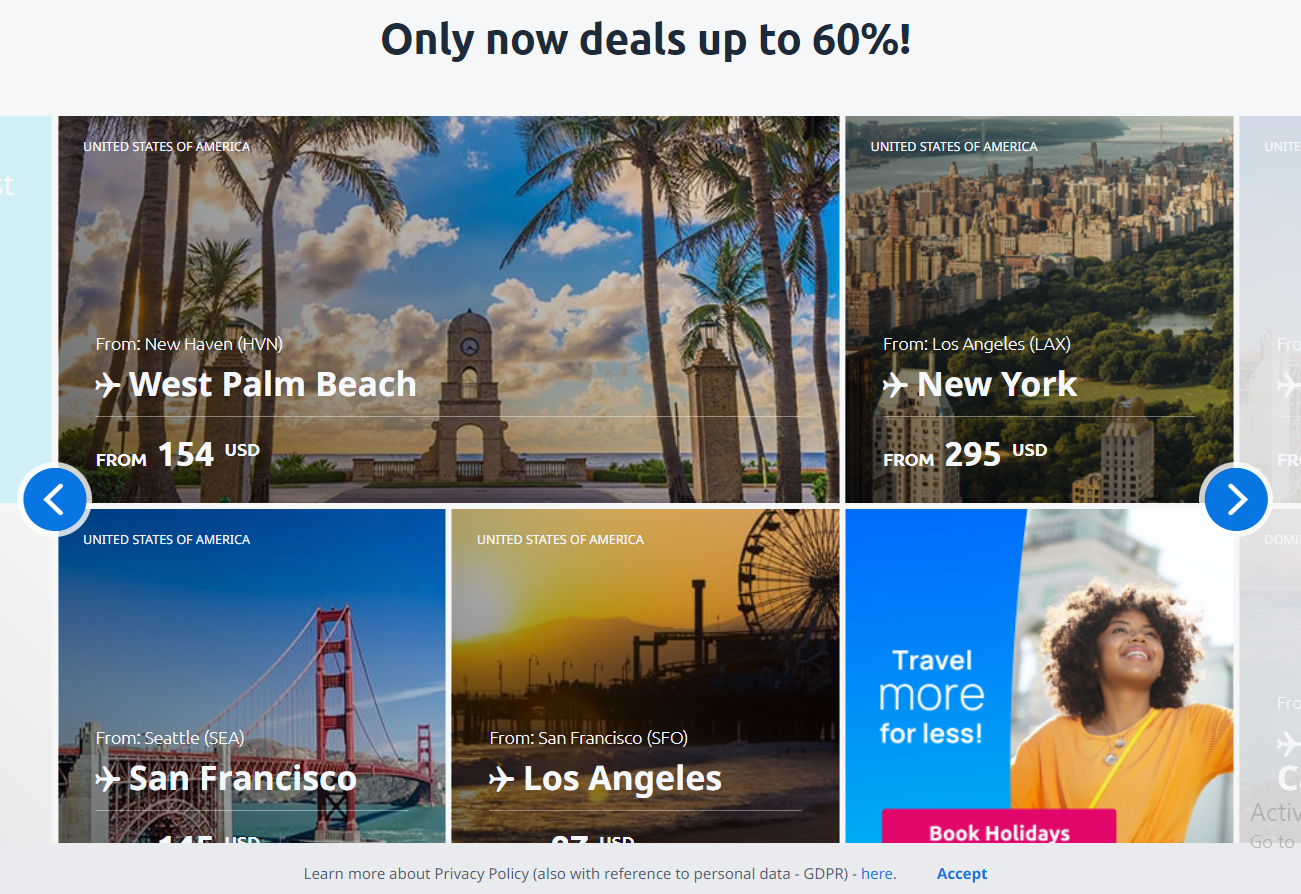 Only now deals up to 60%!
st
UNITED STATES OF AMERICA
From: New Haven (HVN)
West Palm Beach
FROM 154 USD
UNITED STATES OF AMERICA
From: Los Angeles (LAX)
New York
FROM 295 USD
UNITE
Fro
FR
UNITED STATES OF AMERICA
From: Seattle (SEA)
San Francisco
145 USD
UNITED STATES OF AMERICA
From: San Francisco (SFO)
Los Angeles
USD
Travel
more
for less!
Book Holidays
DOMI
Fro
Activ
Go to
Learn more about Privacy Policy (also with reference to personal data - GDPR) - here.
Accept